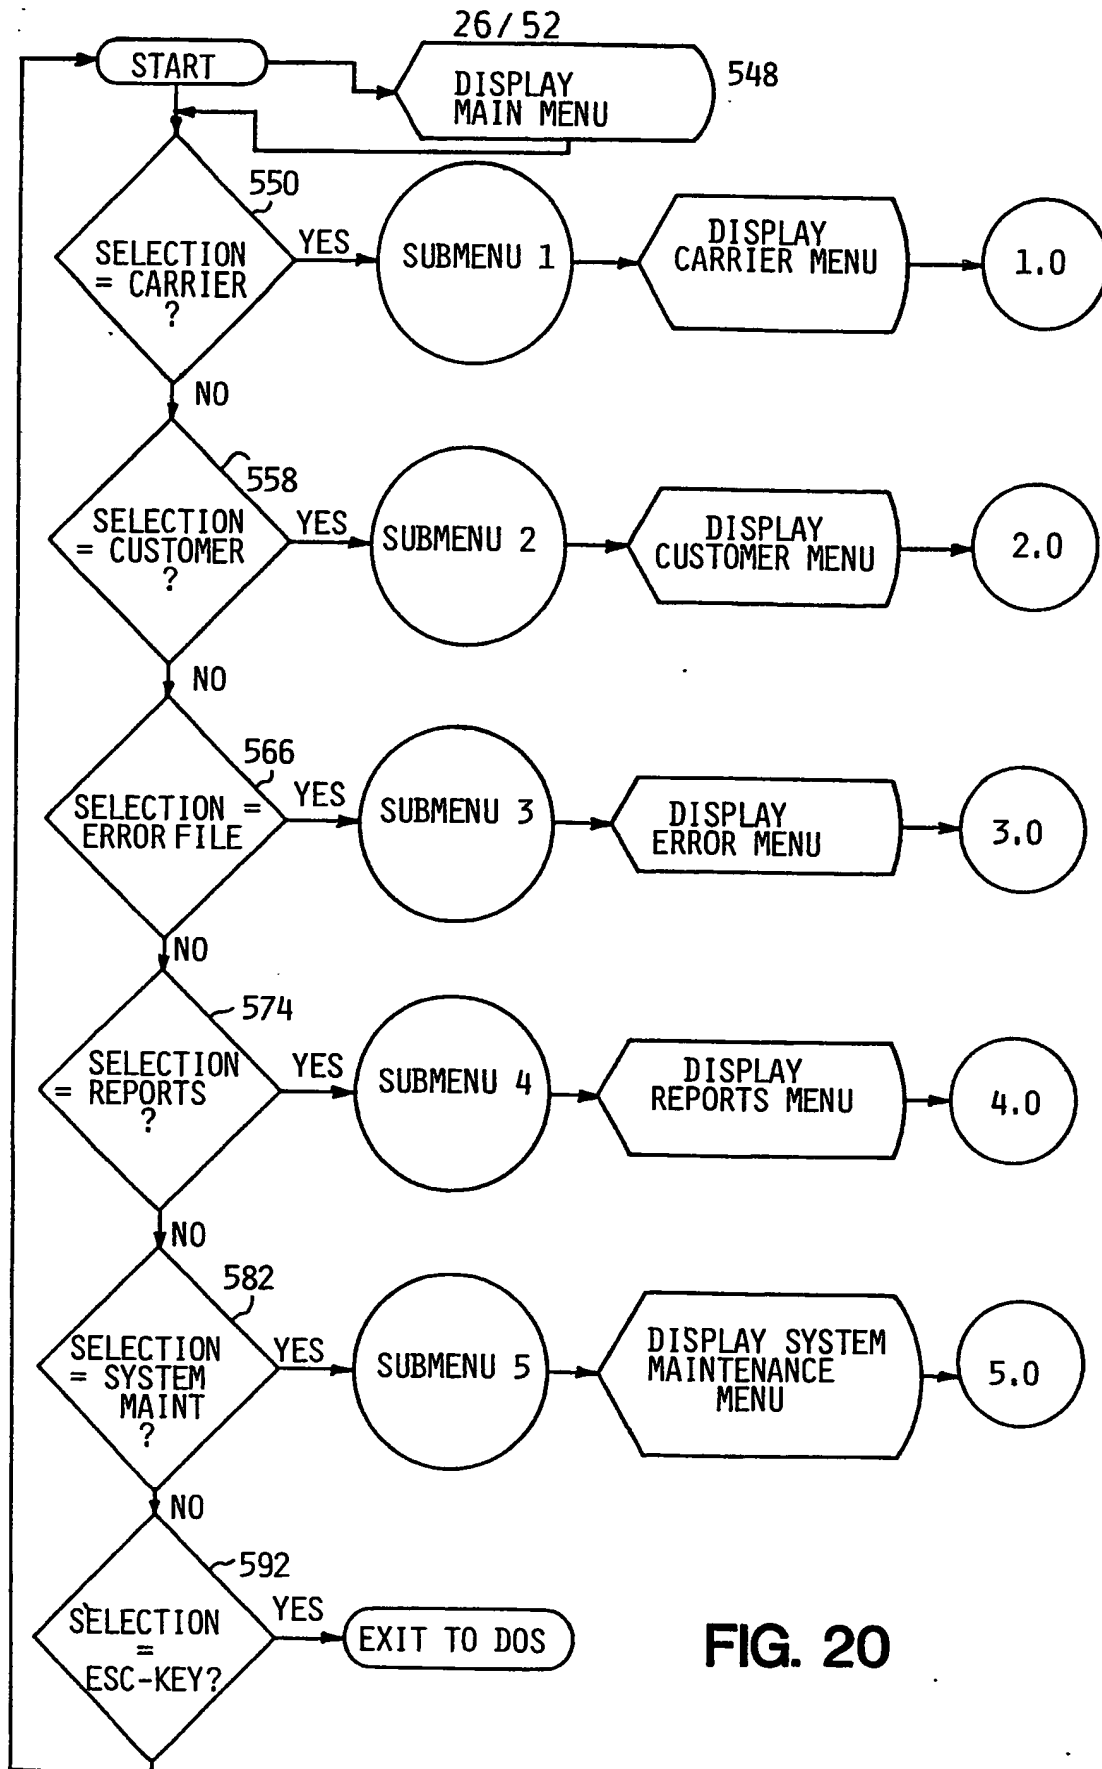 26/52
START
DISPLAY
MAIN MENU
548
550
SELECTION
= CARRIER
?
YES
SUBMENU 1
DISPLAY
CARRIER MENU
1.0
NO
558
SELECTION
= CUSTOMER
?
YES
SUBMENU 2
DISPLAY
CUSTOMER MENU
2.0
NO
566
SELECTION =
ERROR FILE
YES
SUBMENU 3
DISPLAY
ERROR MENU
3.0
NO
574
SELECTION
= REPORTS
?
YES
SUBMENU 4
DISPLAY
REPORTS MENU
4.0
NO
582
SELECTION
= SYSTEM
MAINT
?
YES
SUBMENU 5
DISPLAY SYSTEM
MAINTENANCE
MENU
5.0
NO
592
SELECTION
=
ESC-KEY?
YES
EXIT TO DOS
FIG. 20